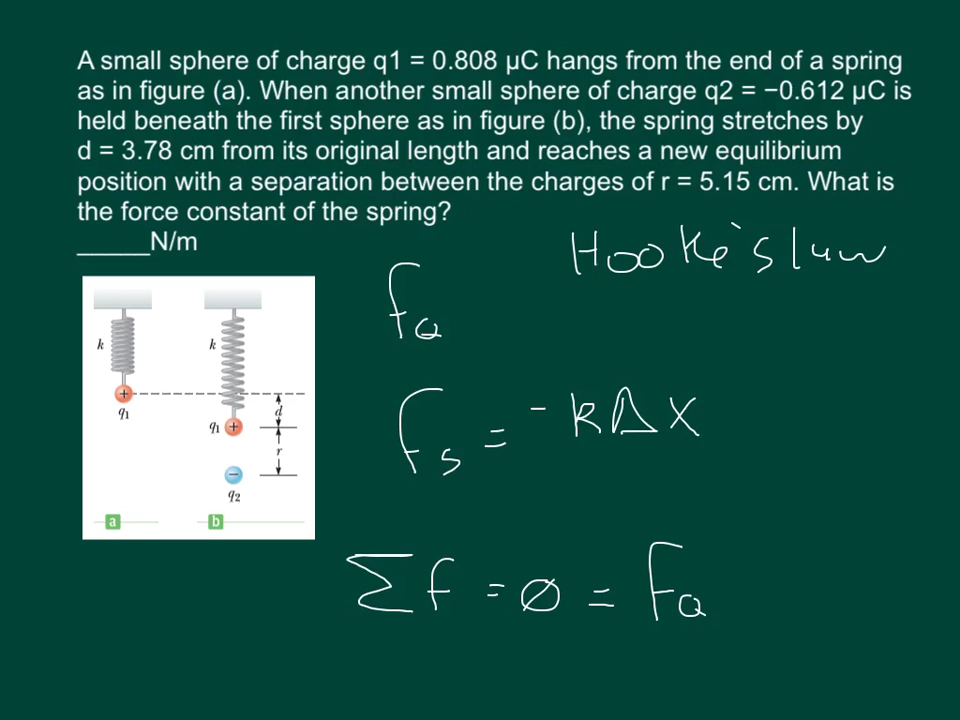 A small sphere of charge q1 = 0.808 μC hangs from the end of a spring
as in figure (a). When another small sphere of charge q2 = −0.612 μC is
held beneath the first sphere as in figure (b), the spring stretches by
d = 3.78 cm from its original length and reaches a new equilibrium
position with a separation between the charges of r = 5.15 cm. What is
the force constant of the spring?
_____N/m
Hooke's law
fQ
fs = -kΔx
Σf = ∅ = FQ
k
k
+
q1
d
q1
+
r
−
q2
a
b